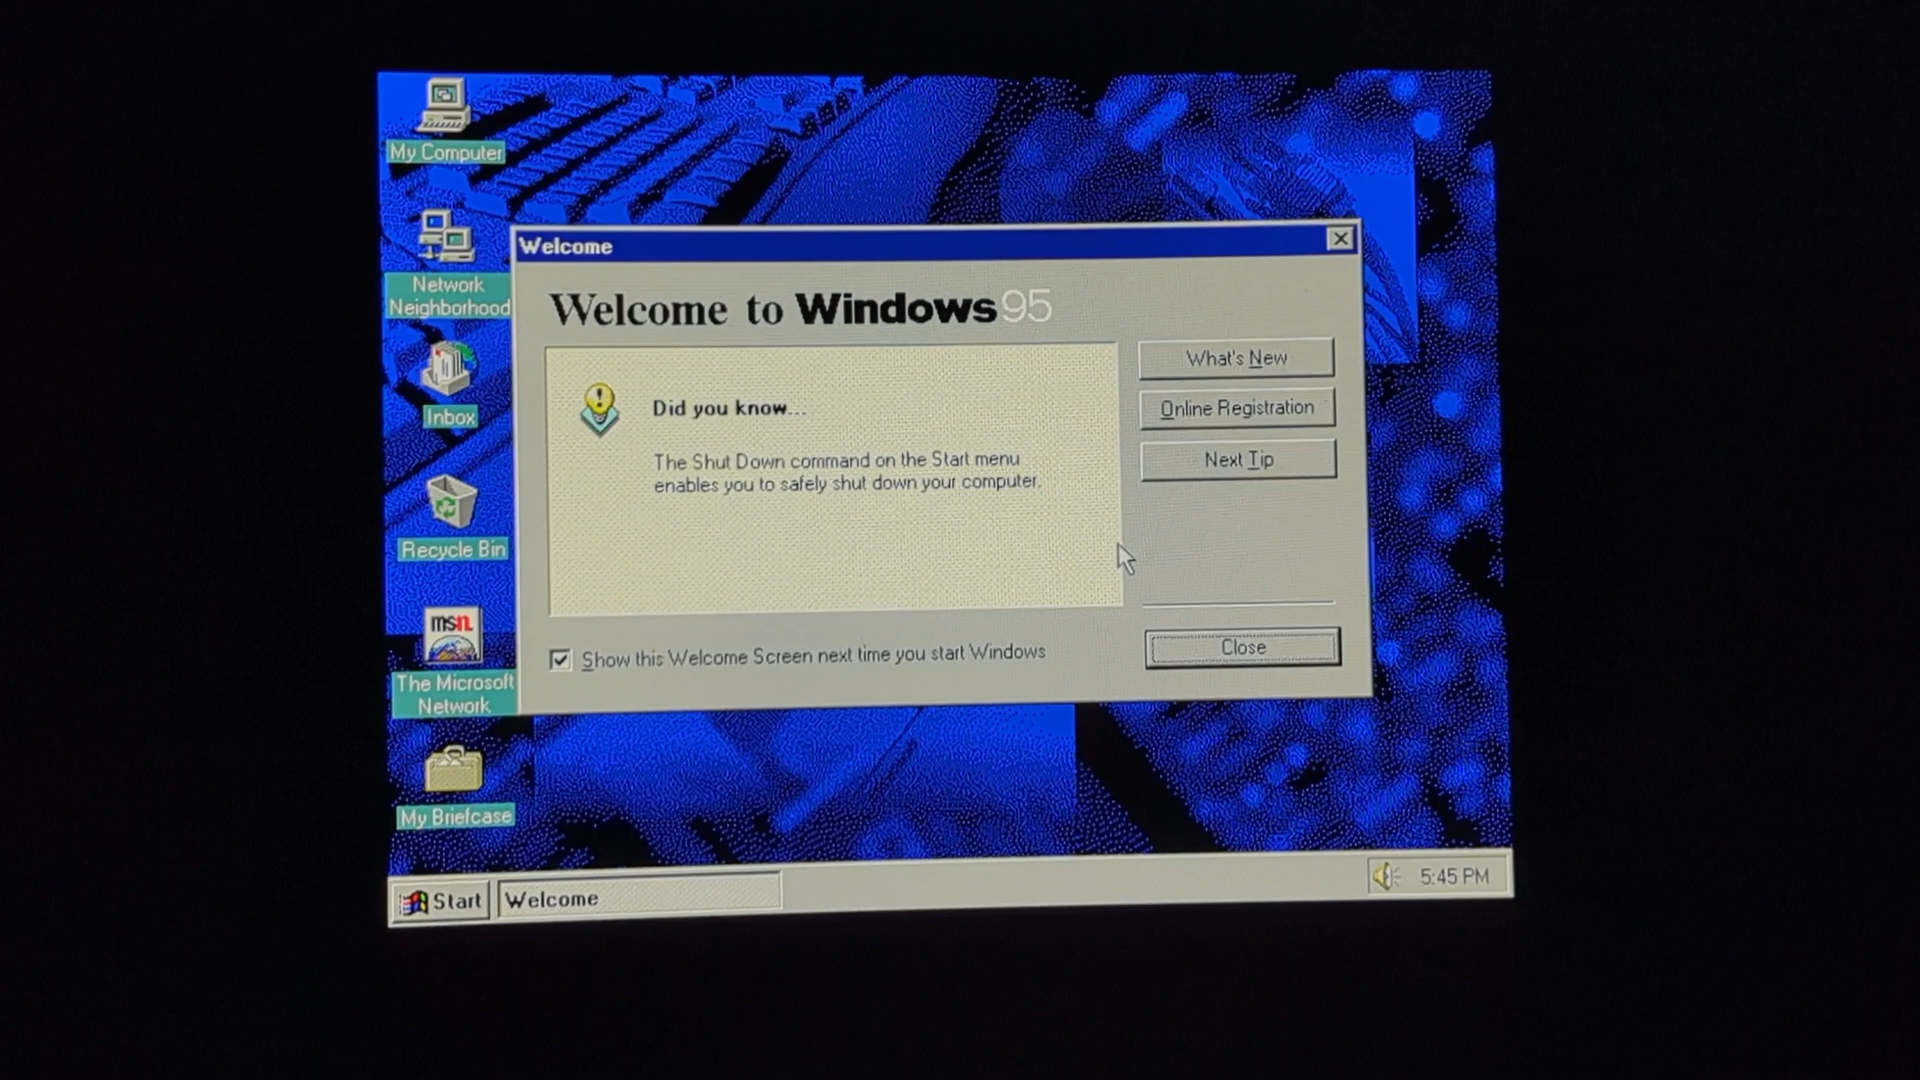 My Computer
Network
Neighborhood
Inbox
Recycle Bin
msn
The Microsoft
Network
My Briefcase
Welcome
Welcome to Windows 95
Did you know...
The Shut Down command on the Start menu
enables you to safely shut down your computer.
What's New
Online Registration
Next Tip
Show this Welcome Screen next time you start Windows
Close
Start
Welcome
5:45 PM